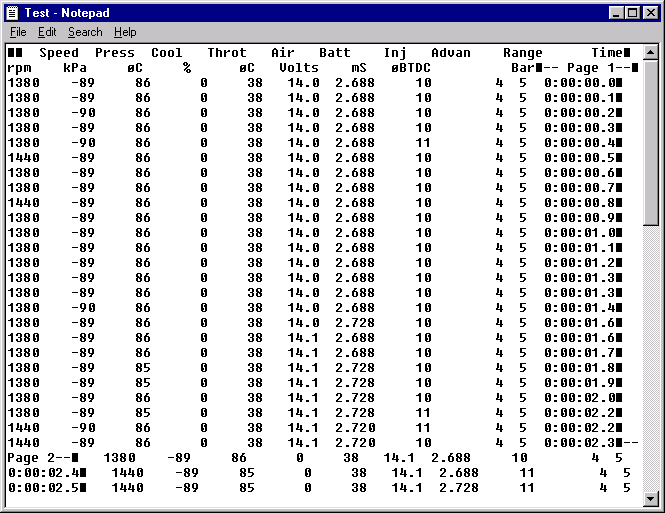 Test - Notepad
File Edit Search Help
Speed Press Cool Throt Air Batt Inj Advan Range Time
rpm kPa øC % øC Volts mS øBTDC Bar -- Page 1--
1380 -89 86 0 38 14.0 2.688 10 4 5 0:00:00.0
1380 -89 86 0 38 14.0 2.688 10 4 5 0:00:00.1
1380 -90 86 0 38 14.0 2.688 10 4 5 0:00:00.2
1380 -89 86 0 38 14.0 2.688 10 4 5 0:00:00.3
1380 -90 86 0 38 14.0 2.688 11 4 5 0:00:00.4
1440 -89 86 0 38 14.0 2.688 10 4 5 0:00:00.5
1380 -89 86 0 38 14.0 2.688 10 4 5 0:00:00.6
1380 -89 86 0 38 14.0 2.688 10 4 5 0:00:00.7
1440 -89 86 0 38 14.0 2.688 10 4 5 0:00:00.8
1380 -89 86 0 38 14.0 2.688 10 4 5 0:00:00.9
1380 -89 86 0 38 14.0 2.688 10 4 5 0:00:01.0
1380 -89 86 0 38 14.1 2.688 10 4 5 0:00:01.1
1380 -89 86 0 38 14.0 2.688 10 4 5 0:00:01.2
1380 -89 86 0 38 14.0 2.688 10 4 5 0:00:01.3
1380 -89 86 0 38 14.0 2.688 10 4 5 0:00:01.3
1380 -90 86 0 38 14.0 2.688 10 4 5 0:00:01.4
1380 -89 86 0 38 14.0 2.728 10 4 5 0:00:01.6
1380 -89 86 0 38 14.1 2.688 10 4 5 0:00:01.6
1380 -89 86 0 38 14.1 2.688 10 4 5 0:00:01.7
1380 -89 85 0 38 14.1 2.728 10 4 5 0:00:01.8
1380 -89 85 0 38 14.1 2.728 10 4 5 0:00:01.9
1380 -89 86 0 38 14.1 2.688 10 4 5 0:00:02.0
1380 -89 85 0 38 14.1 2.728 11 4 5 0:00:02.2
1440 -90 86 0 38 14.1 2.720 11 4 5 0:00:02.2
1440 -89 86 0 38 14.1 2.720 10 4 5 0:00:02.3 --
Page 2-- 1380 -89 86 0 38 14.1 2.688 10 4 5
0:00:02.4 1440 -89 85 0 38 14.1 2.688 11 4 5
0:00:02.5 1440 -89 85 0 38 14.1 2.728 11 4 5